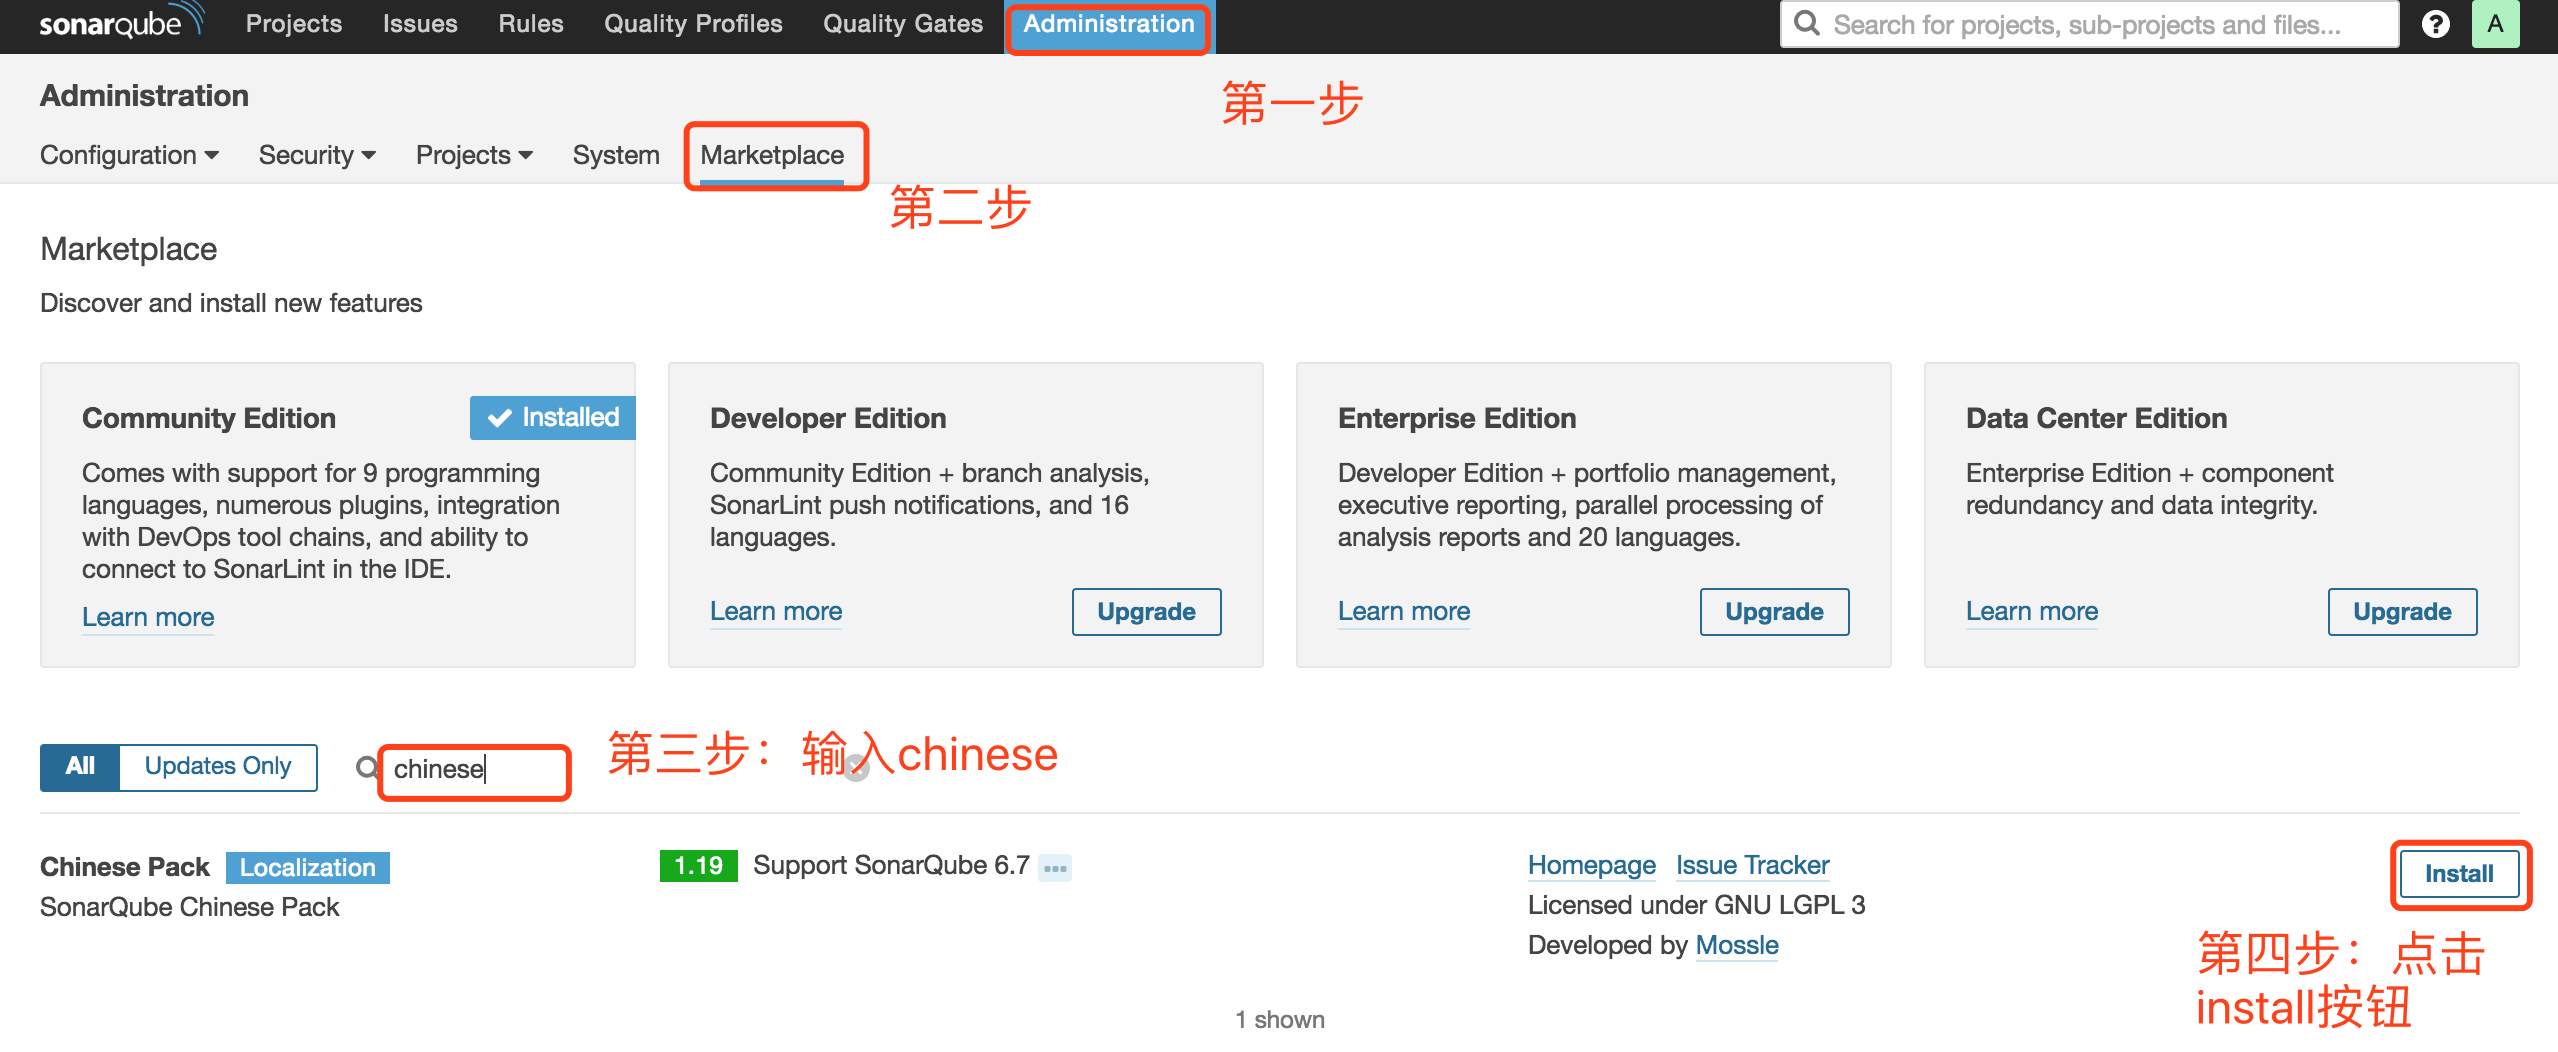 sonarqube Projects Issues Rules Quality Profiles Quality Gates Administration Search for projects, sub-projects and files... ? A
Administration
第一步
Configuration Security Projects System Marketplace
第二步
Marketplace
Discover and install new features
Community Edition Installed
Comes with support for 9 programming
languages, numerous plugins, integration
with DevOps tool chains, and ability to
connect to SonarLint in the IDE.
Learn more
Developer Edition
Community Edition + branch analysis,
SonarLint push notifications, and 16
languages.
Learn more Upgrade
Enterprise Edition
Developer Edition + portfolio management,
executive reporting, parallel processing of
analysis reports and 20 languages.
Learn more Upgrade
Data Center Edition
Enterprise Edition + component
redundancy and data integrity.
Learn more Upgrade
All Updates Only chinese 第三步：输入chinese
Chinese Pack Localization 1.19 Support SonarQube 6.7 ... Homepage Issue Tracker Install
SonarQube Chinese Pack Licensed under GNU LGPL 3
Developed by Mossle
第四步：点击
install按钮
1 shown